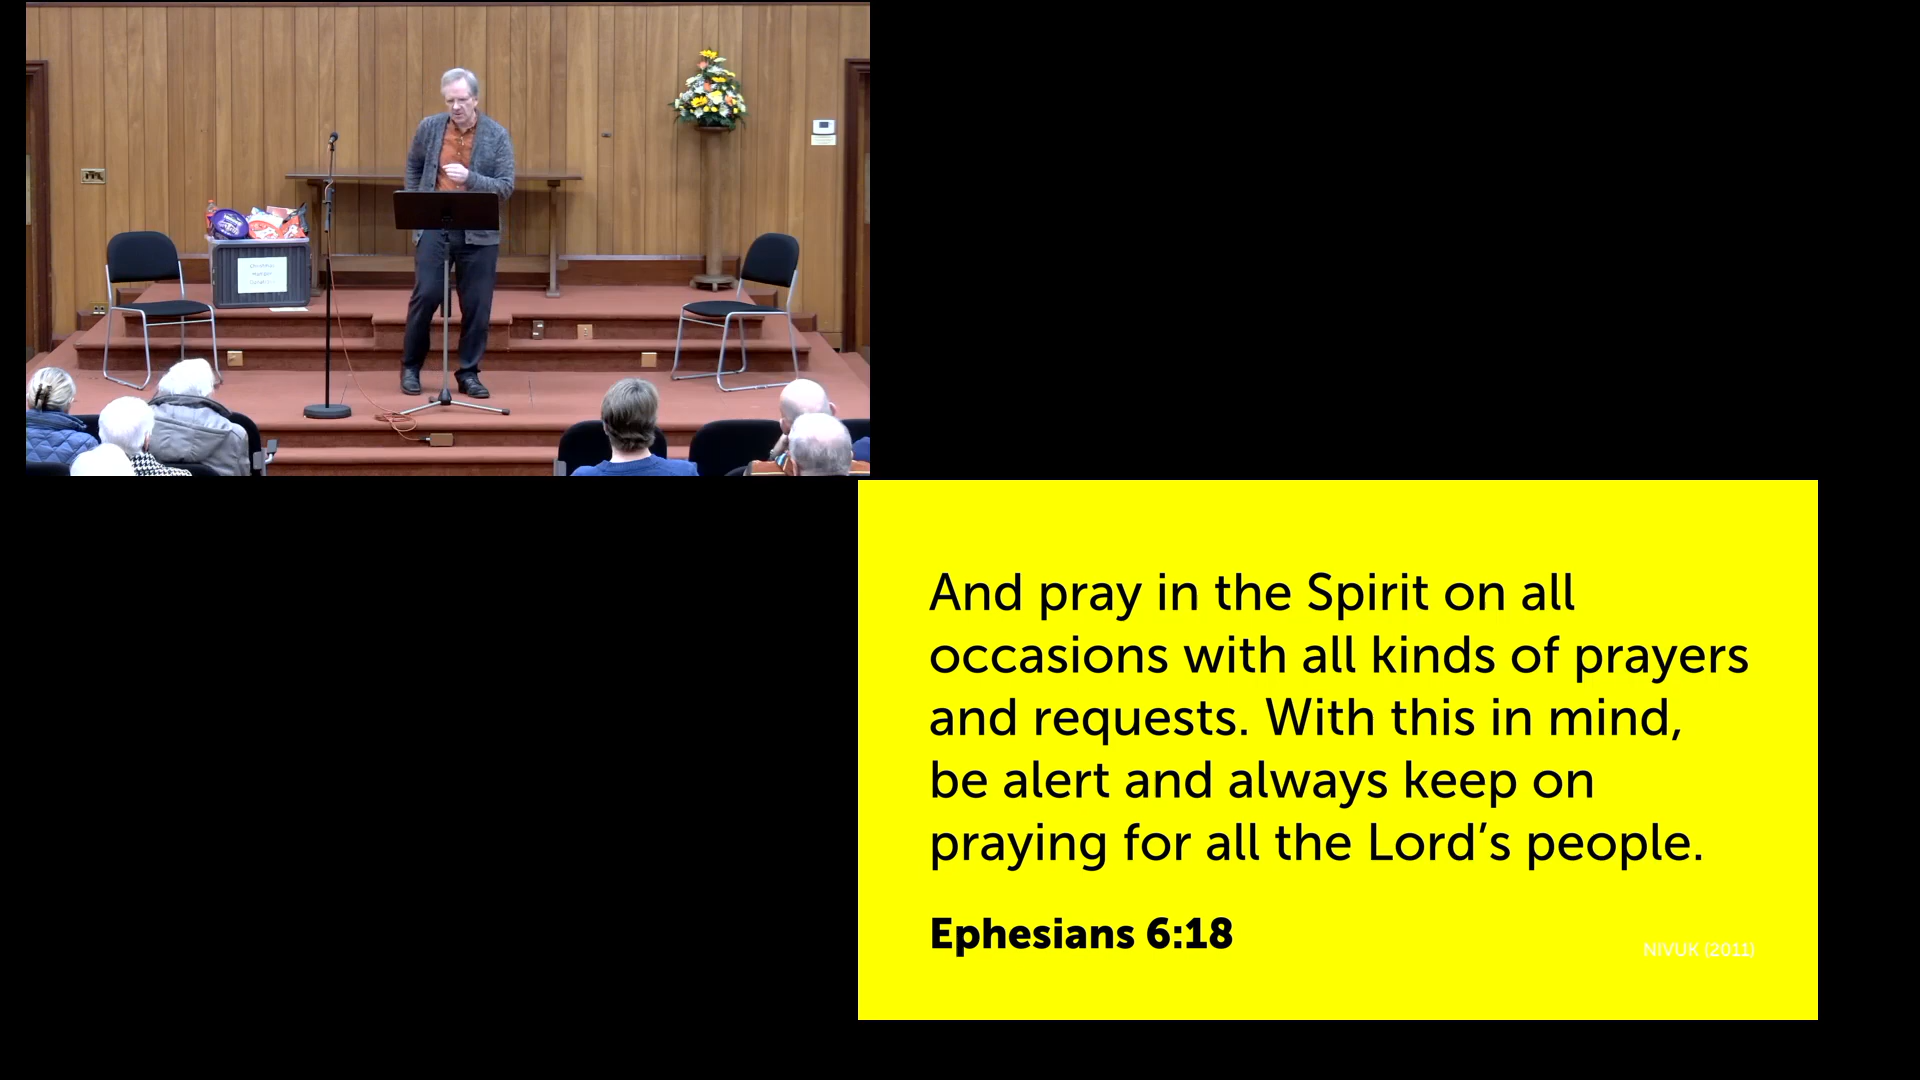 And pray in the Spirit on all
occasions with all kinds of prayers
and requests. With this in mind,
be alert and always keep on
praying for all the Lord’s people.
Ephesians 6:18
NIVUK (2011)